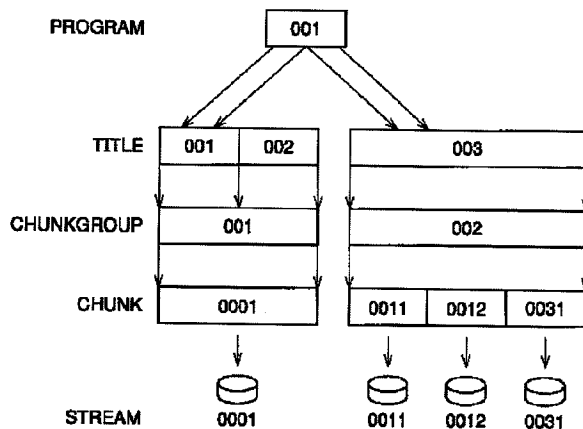 PROGRAM 001
TITLE 001 002 003
CHUNKGROUP 001 002
CHUNK 0001 0011 0012 0031
STREAM 0001 0011 0012 0031